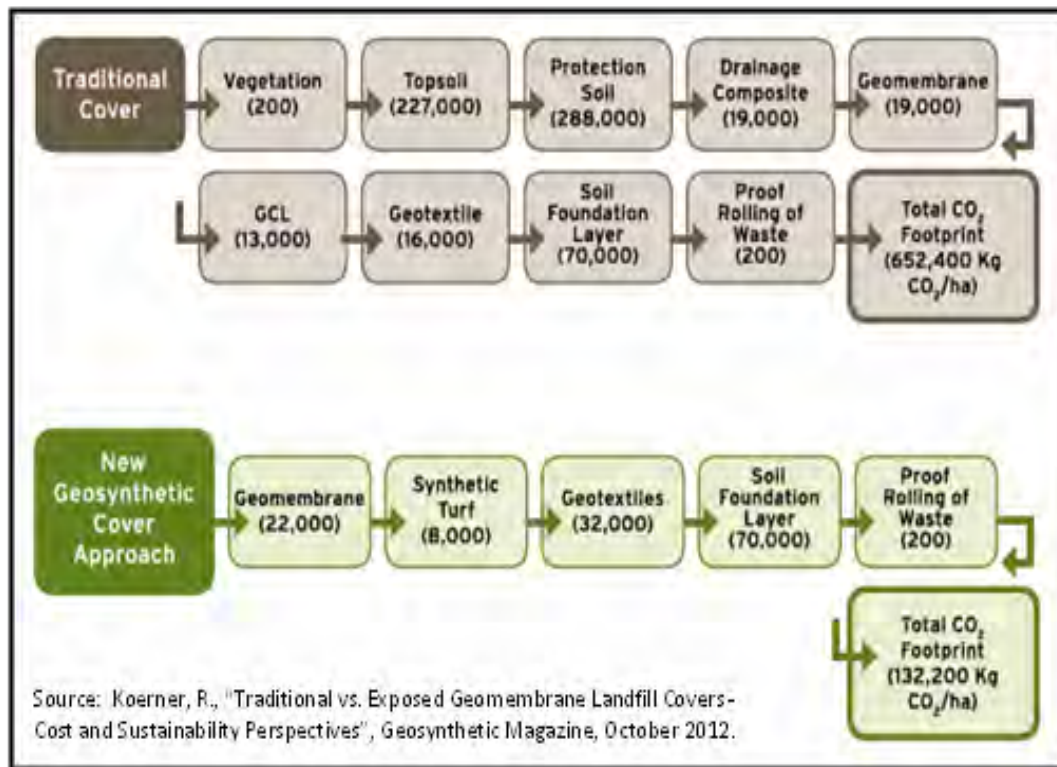 Traditional
Cover
Vegetation
(200)
Topsoil
(227,000)
Protection
Soil
(288,000)
Drainage
Composite
(19,000)
Geomembrane
(19,000)
GCL
(13,000)
Geotextile
(16,000)
Soil
Foundation
Layer
(70,000)
Proof
Rolling of
Waste
(200)
Total CO₂
Footprint
(652,400 Kg
CO₂/ha)
New
Geosynthetic
Cover
Approach
Geomembrane
(22,000)
Synthetic
Turf
(8,000)
Geotextiles
(32,000)
Soil
Foundation
Layer
(70,000)
Proof
Rolling of
Waste
(200)
Total CO₂
Footprint
(132,200 Kg
CO₂/ha)
Source: Koerner, R., "Traditional vs. Exposed Geomembrane Landfill Covers-
Cost and Sustainability Perspectives", Geosynthetic Magazine, October 2012.